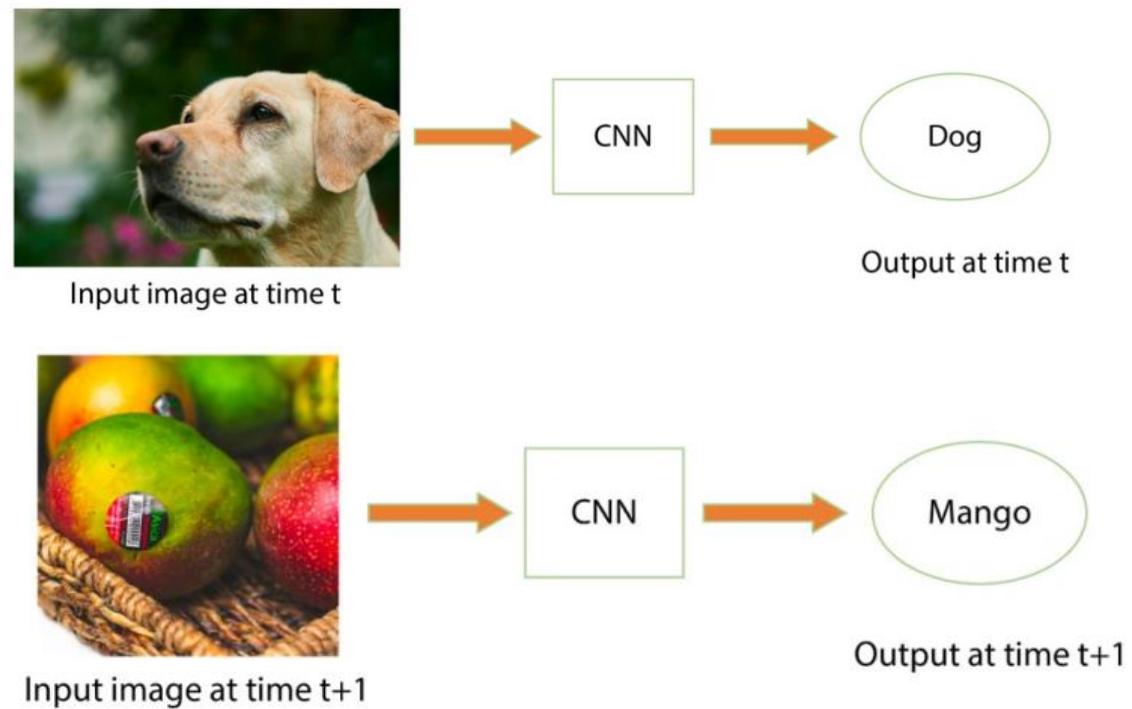 CNN
Dog
Output at time t
Input image at time t
CNN
Mango
Output at time t+1
Input image at time t+1